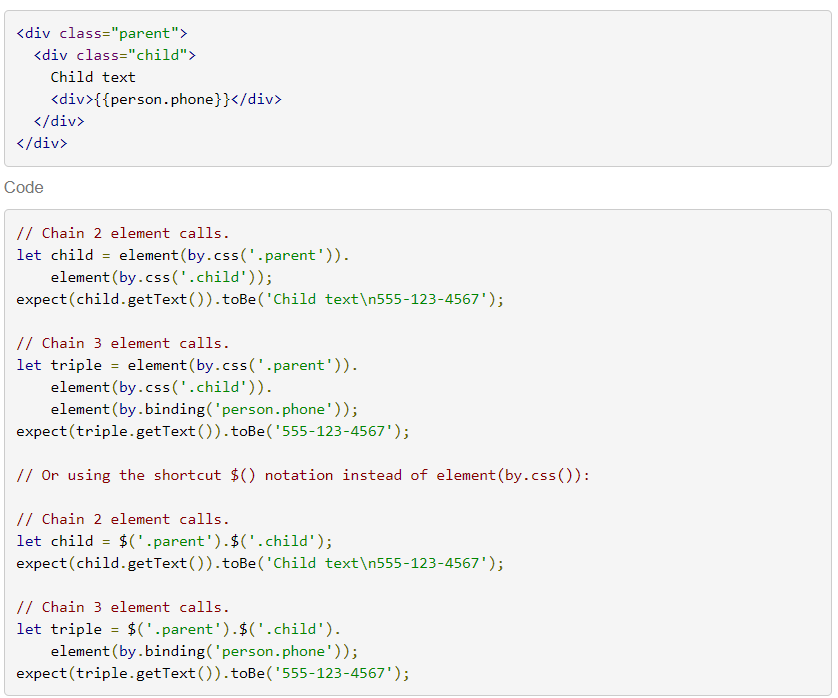 <div class="parent">
  <div class="child">
    Child text
    <div>{{person.phone}}</div>
  </div>
</div>
Code
// Chain 2 element calls.
let child = element(by.css('.parent')).
    element(by.css('.child'));
expect(child.getText()).toBe('Child text\n555-123-4567');

// Chain 3 element calls.
let triple = element(by.css('.parent')).
    element(by.css('.child')).
    element(by.binding('person.phone'));
expect(triple.getText()).toBe('555-123-4567');

// Or using the shortcut $() notation instead of element(by.css()):

// Chain 2 element calls.
let child = $('.parent').$('.child');
expect(child.getText()).toBe('Child text\n555-123-4567');

// Chain 3 element calls.
let triple = $('.parent').$('.child').
    element(by.binding('person.phone'));
expect(triple.getText()).toBe('555-123-4567');